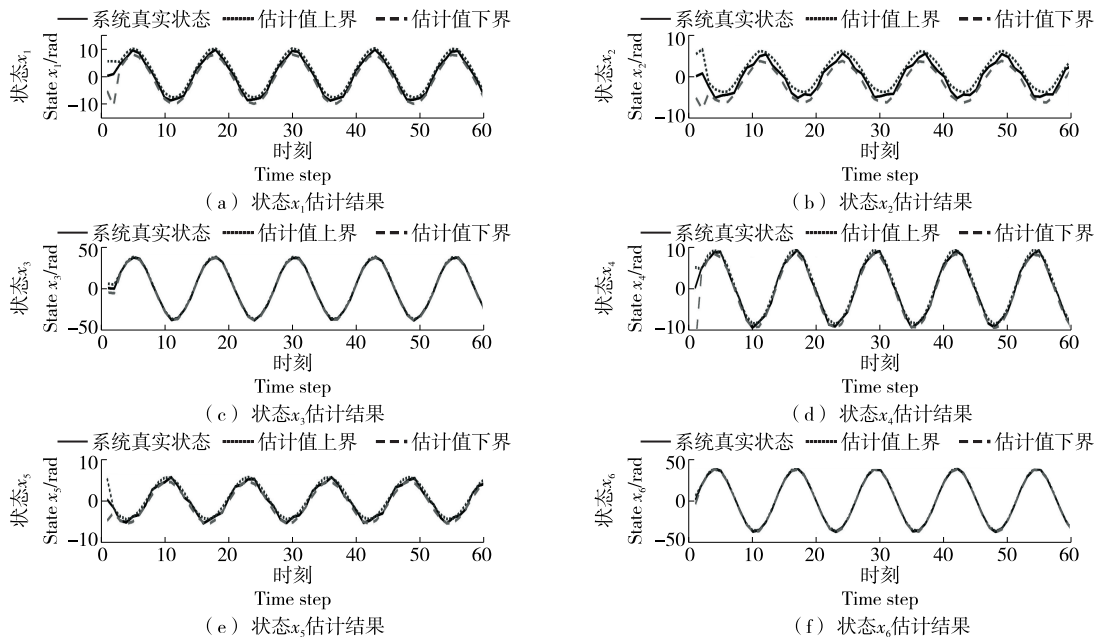 系统真实状态 估计值上界 估计值下界
状态x₁
State x₁/rad
10
0
−10
0 10 20 30 40 50 60
时刻
Time step
（a）状态x₁估计结果
系统真实状态 估计值上界 估计值下界
状态x₂
State x₂/rad
10
0
−10
0 10 20 30 40 50 60
时刻
Time step
（b）状态x₂估计结果
系统真实状态 估计值上界 估计值下界
状态x₃
State x₃/rad
50
0
−50
0 10 20 30 40 50 60
时刻
Time step
（c）状态x₃估计结果
系统真实状态 估计值上界 估计值下界
状态x₄
State x₄/rad
10
0
−10
0 10 20 30 40 50 60
时刻
Time step
（d）状态x₄估计结果
系统真实状态 估计值上界 估计值下界
状态x₅
State x₅/rad
10
0
−10
0 10 20 30 40 50 60
时刻
Time step
（e）状态x₅估计结果
系统真实状态 估计值上界 估计值下界
状态x₆
State x₆/rad
50
0
−50
0 10 20 30 40 50 60
时刻
Time step
（f）状态x₆估计结果